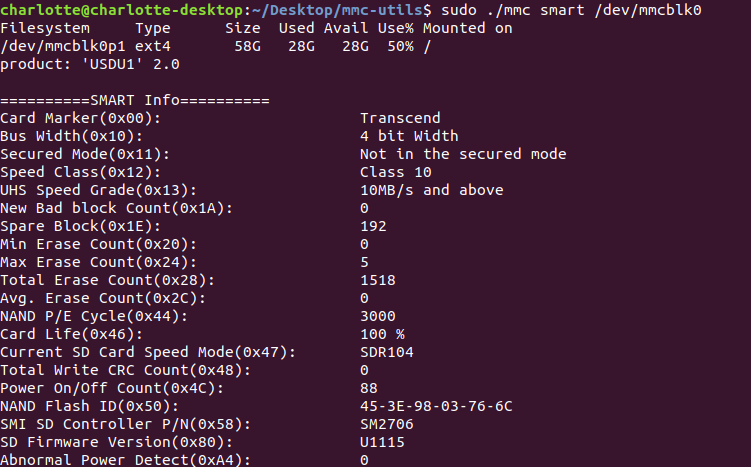 charlotte@charlotte-desktop:~/Desktop/mmc-utils$ sudo ./mmc smart /dev/mmcblk0
Filesystem     Type      Size  Used Avail Use% Mounted on
/dev/mmcblk0p1 ext4       58G   28G   28G  50% /
product: 'USDU1' 2.0
==========SMART Info==========
Card Marker(0x00): Transcend
Bus Width(0x10): 4 bit Width
Secured Mode(0x11): Not in the secured mode
Speed Class(0x12): Class 10
UHS Speed Grade(0x13): 10MB/s and above
New Bad block Count(0x1A): 0
Spare Block(0x1E): 192
Min Erase Count(0x20): 0
Max Erase Count(0x24): 5
Total Erase Count(0x28): 1518
Avg. Erase Count(0x2C): 0
NAND P/E Cycle(0x44): 3000
Card Life(0x46): 100 %
Current SD Card Speed Mode(0x47): SDR104
Total Write CRC Count(0x48): 0
Power On/Off Count(0x4C): 88
NAND Flash ID(0x50): 45-3E-98-03-76-6C
SMI SD Controller P/N(0x58): SM2706
SD Firmware Version(0x80): U1115
Abnormal Power Detect(0xA4): 0